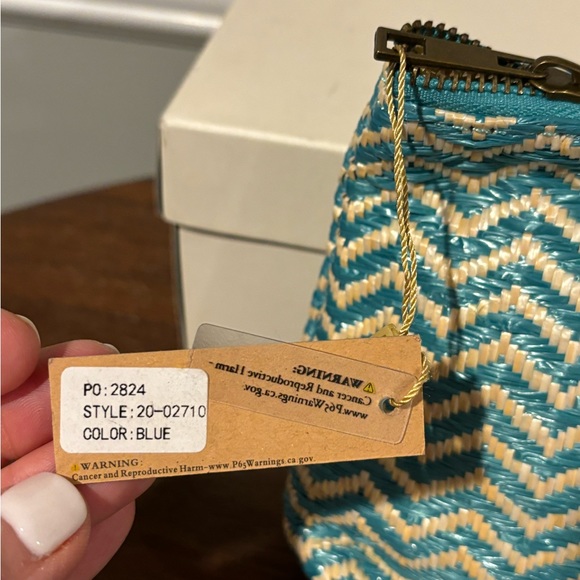 PO:2824
STYLE:20-02710
COLOR:BLUE
⚠WARNING:
Cancer and Reproductive Harm-www.P65Warnings.ca.gov.
⚠WARNING:
Cancer and Reproductive Harm -
www.P65Warnings.ca.gov.